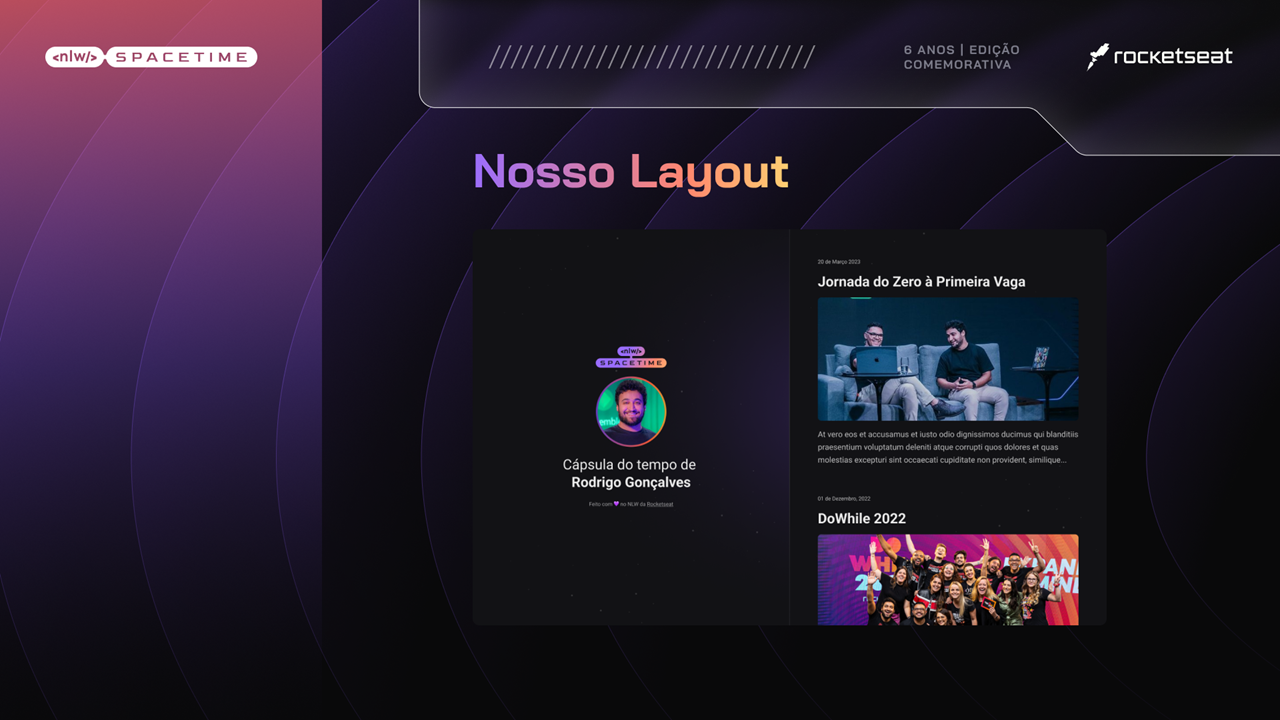 <nlw/> SPACETIME
6 ANOS | EDIÇÃO
COMEMORATIVA
rocketseat
Nosso Layout
<nlw/>
SPACETIME
emb
Cápsula do tempo de
Rodrigo Gonçalves
Feito com 💜 no NLW da Rocketseat
20 de Março 2023
Jornada do Zero à Primeira Vaga
At vero eos et accusamus et iusto odio dignissimos ducimus qui blanditiis
praesentium voluptatum deleniti atque corrupti quos dolores et quas
molestias excepturi sint occaecati cupiditate non provident, similique...
01 de Dezembro, 2022
DoWhile 2022